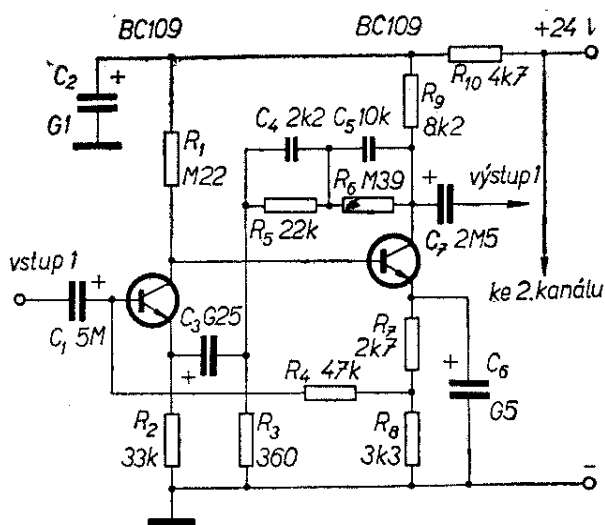 BC109
BC109
+24 V
C2 +
G1
R10 4k7
R9
8k2
C4 2k2
C5 10k
R1
M22
R6 M39
R5 22k
+
výstup 1
C7 2M5
vstup 1
+
C1 5M
C3 G25
+
R7
2k7
ke 2. kanálu
R4 47k
+
C6
G5
R2
33k
R3
360
R8
3k3
–